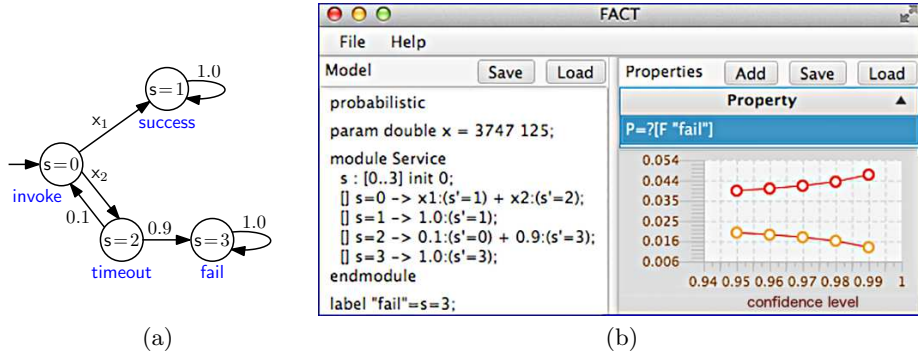 1.0
s=1
x1
success
s=0
x2
invoke
0.1
0.9
1.0
s=2
s=3
timeout
fail
(a)
FACT
File Help
Model Save Load
probabilistic
param double x = 3747 125;
module Service
s : [0..3] init 0;
[] s=0 -> x1:(s'=1) + x2:(s'=2);
[] s=1 -> 1.0:(s'=1);
[] s=2 -> 0.1:(s'=0) + 0.9:(s'=3);
[] s=3 -> 1.0:(s'=3);
endmodule
label "fail"=s=3;
Properties Add Save Load
Property
P=?[F "fail"]
0.054
0.044
0.035
0.025
0.016
0.006
0.94 0.95 0.96 0.97 0.98 0.99 1
confidence level
(b)